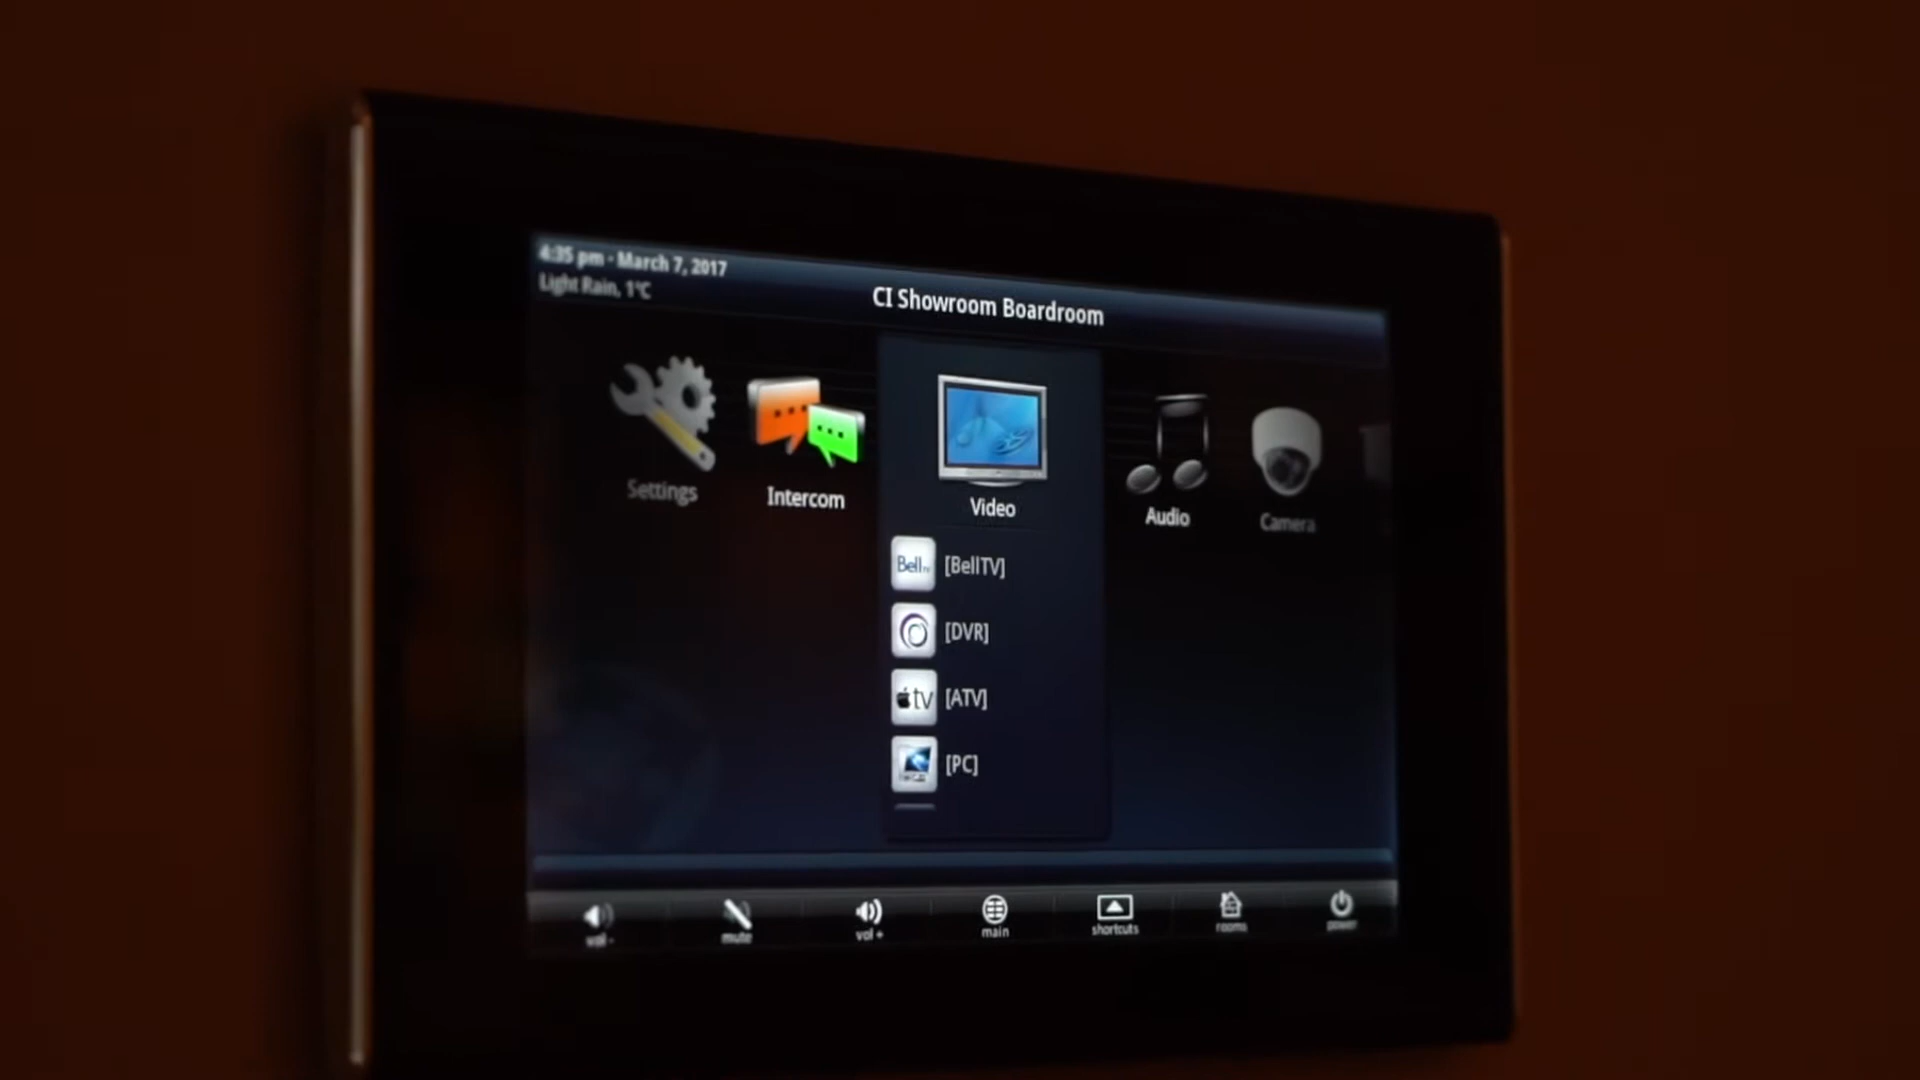 4:35 pm · March 7, 2017
Light Rain, 1°C
CI Showroom Boardroom
Settings
Intercom
Video
Audio
Camera
Bell [BellTV]
[DVR]
tv [ATV]
[PC]
vol -
mute
vol +
main
shortcuts
rooms
power